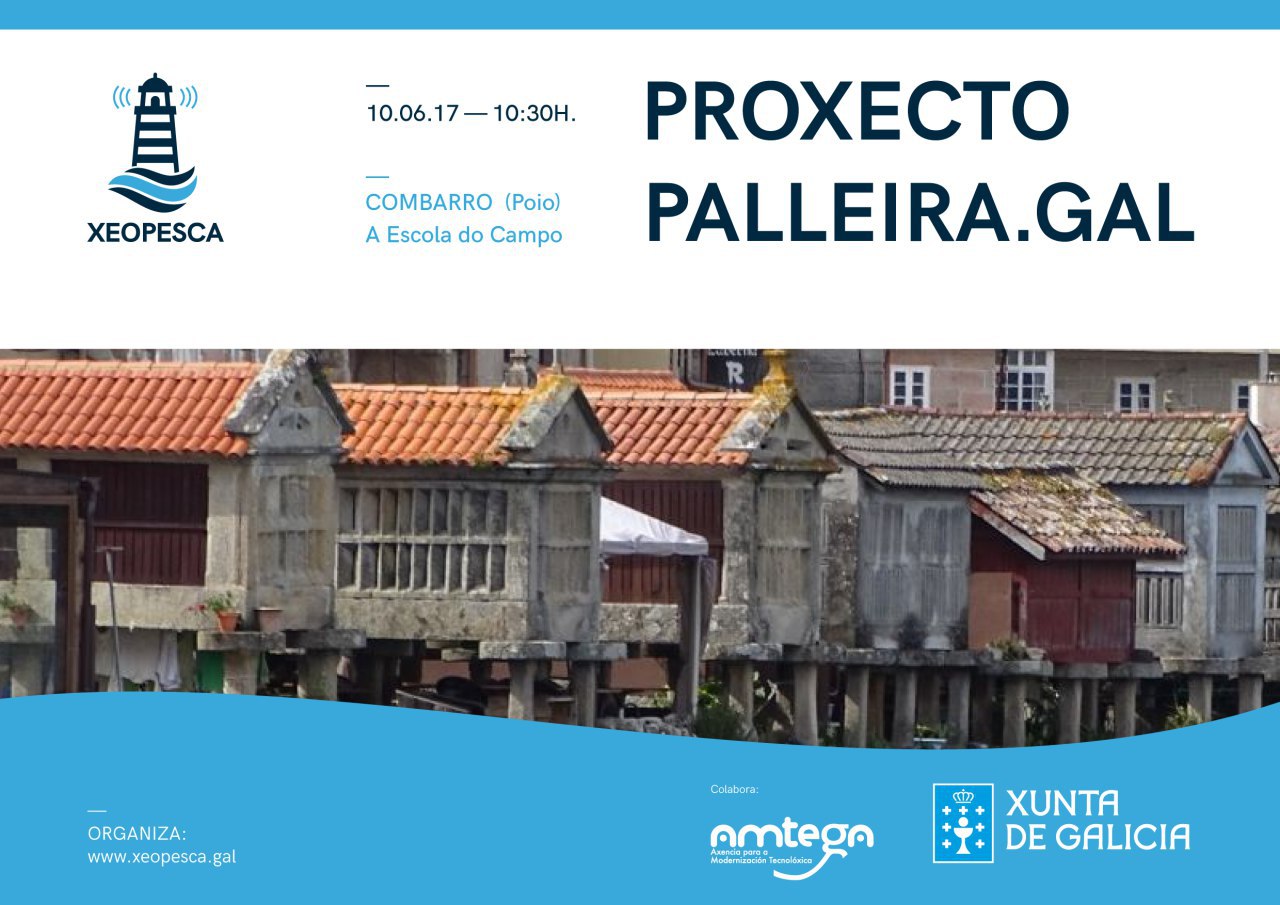 XEOPESCA
10.06.17 — 10:30H.
COMBARRO (Poio)
A Escola do Campo
PROXECTO
PALLEIRA.GAL
R
ORGANIZA:
www.xeopesca.gal
Colabora:
amtega
Axencia para a
Modernización Tecnolóxica
XUNTA
DE GALICIA